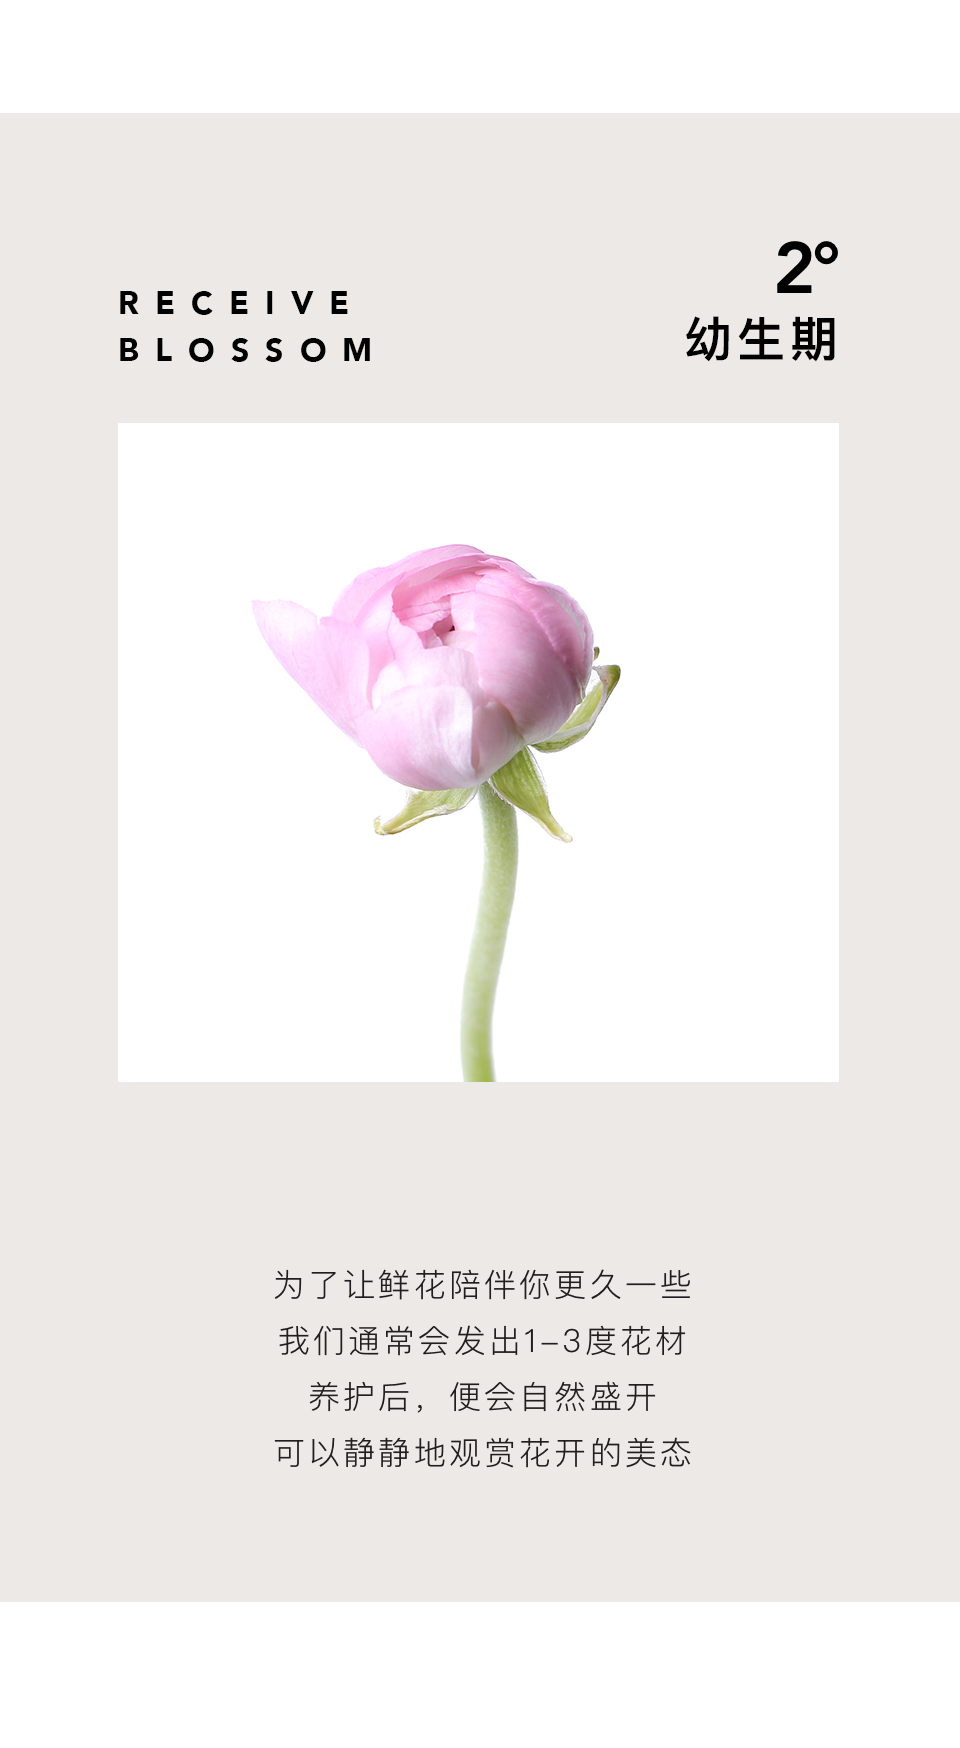 RECEIVE
BLOSSOM
2°
幼生期
为了让鲜花陪伴你更久一些
我们通常会发出1–3度花材
养护后，便会自然盛开
可以静静地观赏花开的美态